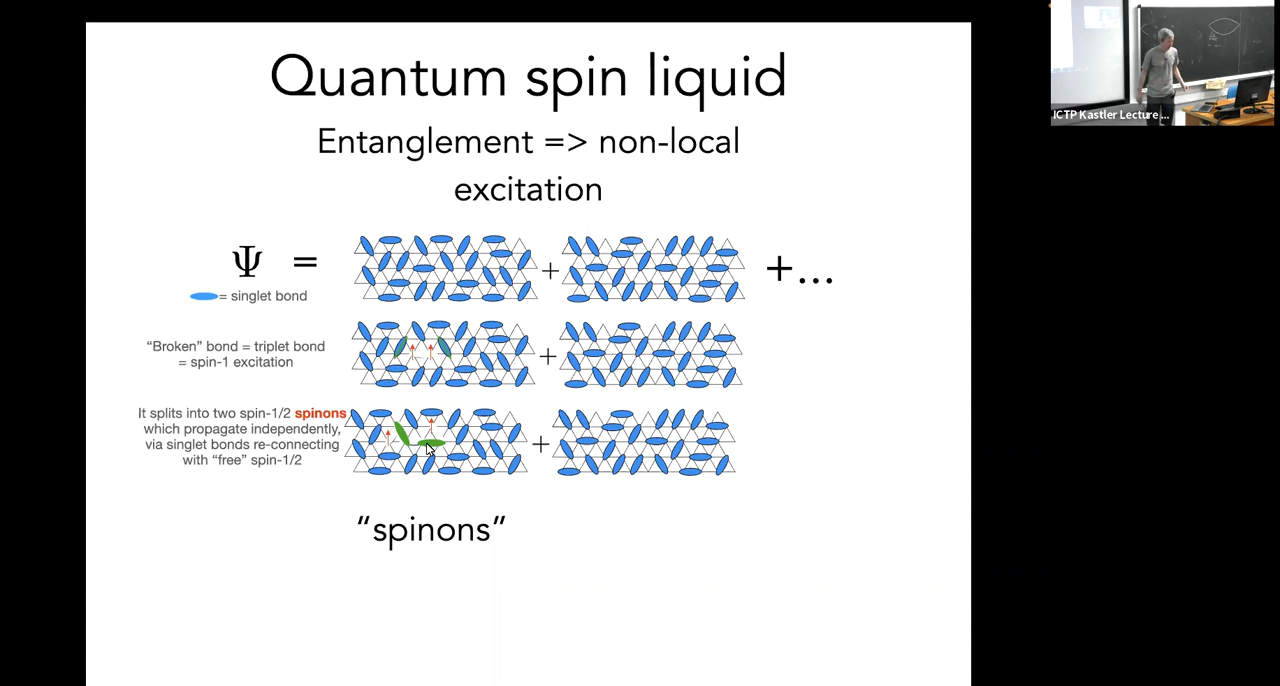 Quantum spin liquid
Entanglement => non-local
excitation
Ψ = + +...
= singlet bond
“Broken” bond = triplet bond
= spin-1 excitation
+
It splits into two spin-1/2 spinons
which propagate independently,
via singlet bonds re-connecting
with “free” spin-1/2
+
“spinons”
ICTP Kastler Lecture ...